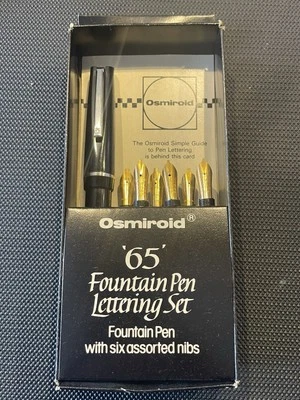 Osmiroid
The Osmiroid Simple Guide
to Pen Lettering,
is behind this card
Osmiroid®
'65'
Fountain Pen
Lettering Set
Fountain Pen
with six assorted nibs